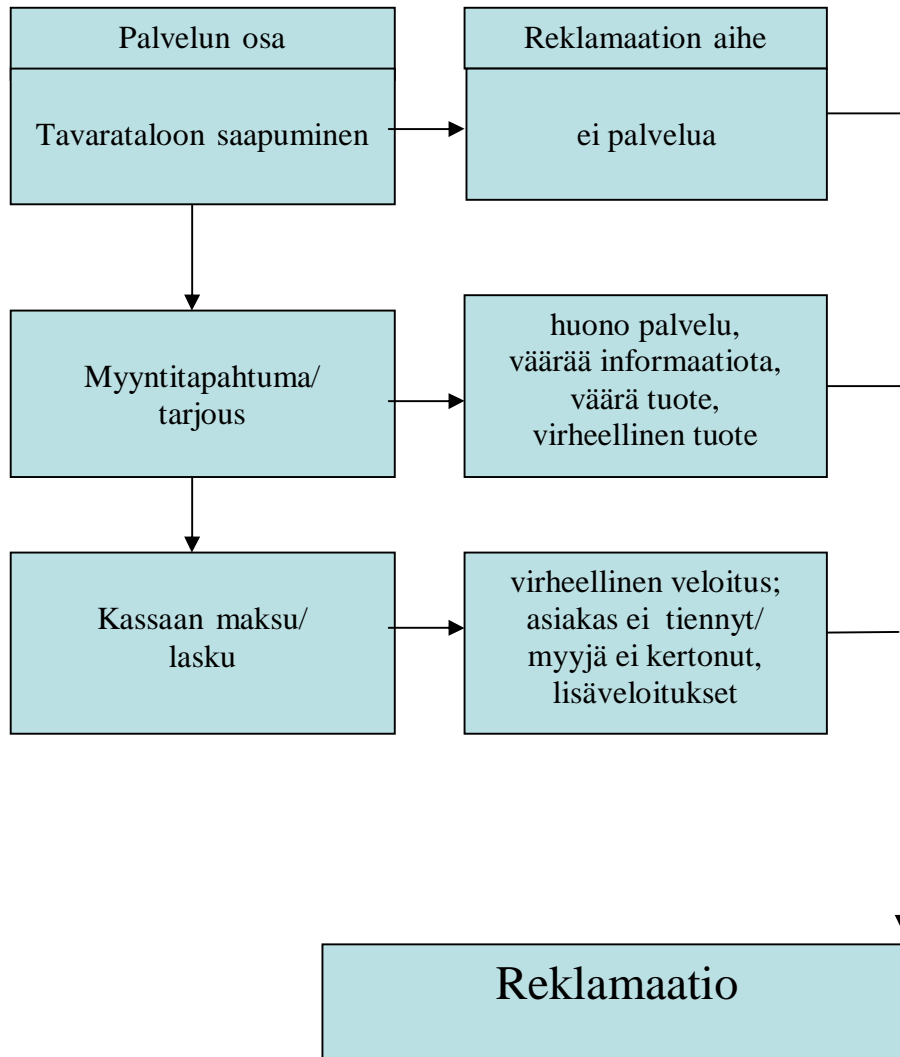 Palvelun osa
Reklamaation aihe
Tavarataloon saapuminen
ei palvelua
Myyntitapahtuma/
tarjous
huono palvelu,
väärää informaatiota,
väärä tuote,
virheellinen tuote
Kassaan maksu/
lasku
virheellinen veloitus;
asiakas ei tiennyt/
myyjä ei kertonut,
lisäveloitukset
Reklamaatio